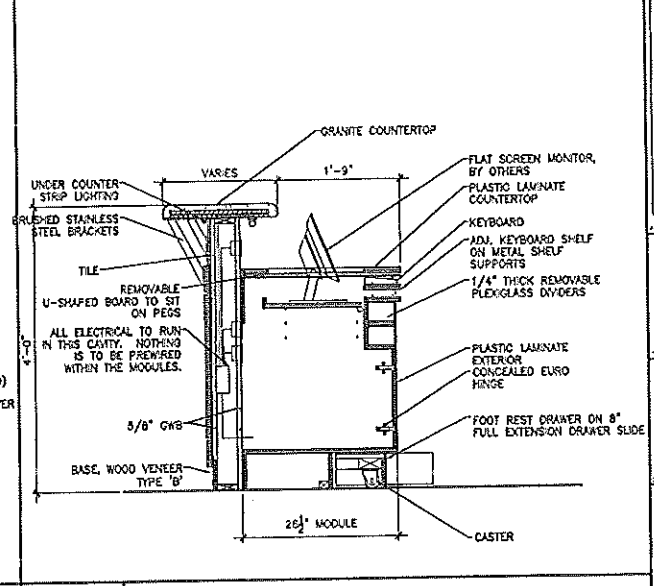 GRANITE COUNTERTOP
VARIES
1'-9"
FLAT SCREEN MONITOR,
BY OTHERS
UNDER COUNTER
STRIP LIGHTING
PLASTIC LAMINATE
COUNTERTOP
BRUSHED STAINLESS
STEEL BRACKETS
KEYBOARD
ADJ. KEYBOARD SHELF
ON METAL SHELF
SUPPORTS
TILE
REMOVABLE
U-SHAPED BOARD TO SIT
ON PEGS
1/4" THICK REMOVABLE
PLEXIGLASS DIVIDERS
ALL ELECTRICAL TO RUN
IN THIS CAVITY. NOTHING
IS TO BE PREWIRED
WITHIN THE MODULES.
4'-0"
PLASTIC LAMINATE
EXTERIOR
CONCEALED EURO
HINGE
5/8" GWB
FOOT REST DRAWER ON 8"
FULL EXTENSION DRAWER SLIDE
BASE, WOOD VENEER
TYPE 'B'
26½" MODULE
CASTER